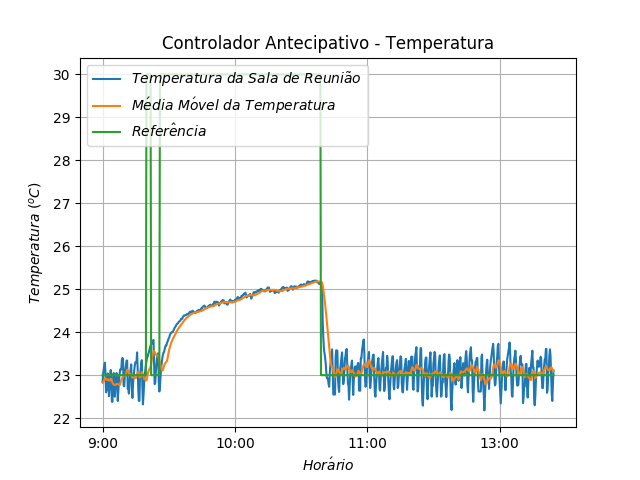 Controlador Antecipativo - Temperatura
Temperatura da Sala de Reunião
Média Móvel da Temperatura
Referência
30
29
28
27
26
25
24
23
22
Temperatura (°C)
9:00
10:00
11:00
13:00
Horário